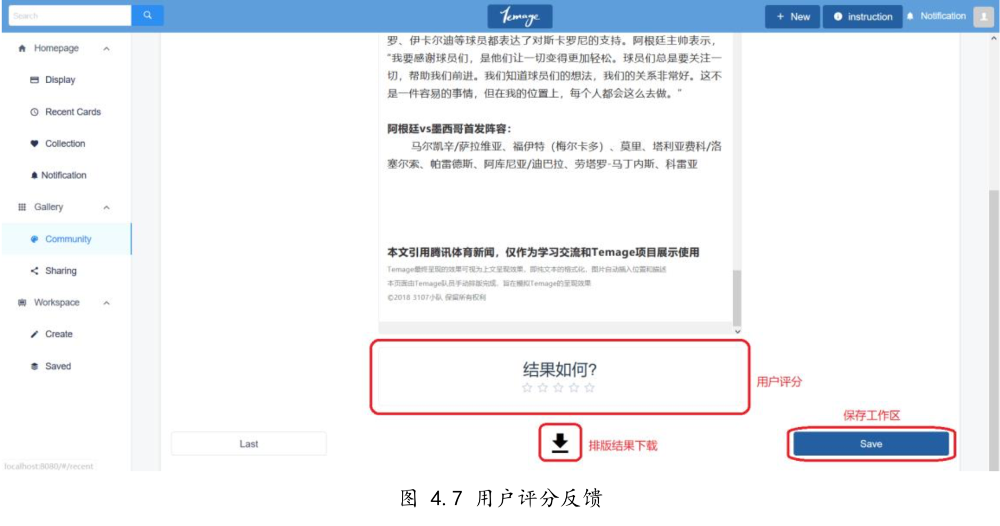 Search
Temage
+ New
instruction
Notification
Homepage
Display
Recent Cards
Collection
Notification
Gallery
Community
Sharing
Workspace
Create
Saved
localhost:8080/#/recent
罗、伊卡尔迪等球员都表达了对斯卡罗尼的支持。阿根廷主帅表示，
“我要感谢球员们，是他们让一切变得更加轻松。球员们总是要关注一
切，帮助我们前进。我们知道球员们的想法，我们的关系非常好。这不
是一件容易的事情，但在我的位置上，每个人都会这么去做。”
阿根廷vs墨西哥首发阵容：
马尔凯辛/萨拉维亚、福伊特（梅尔卡多）、莫里、塔利亚费科/洛
塞尔索、帕雷德斯、阿库尼亚/迪巴拉、劳塔罗-马丁内斯、科雷亚
本文引用腾讯体育新闻，仅作为学习交流和Temage项目展示使用
Temage最终呈现的效果可视为上文呈现效果，即纯文本的格式化，图片自动插入位置和描述
本页面由Temage队员手动排版完成，旨在模拟Temage的呈现效果
©2018 3107小队 保留所有权利
结果如何?
用户评分
保存工作区
Last
排版结果下载
Save
图 4.7 用户评分反馈